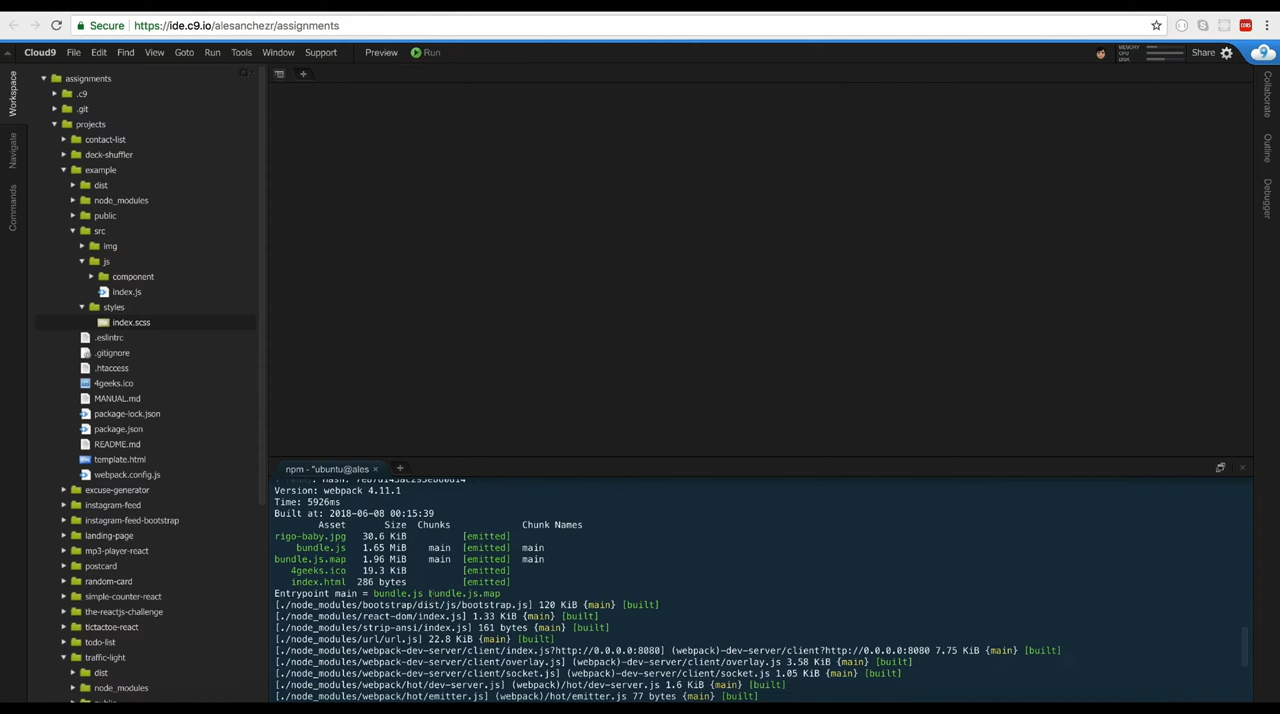 Secure https://ide.c9.io/alesanchezr/assignments
Cloud9 File Edit Find View Goto Run Tools Window Support Preview Run MEMORY CPU DISK Share
Workspace
Navigate
Commands
assignments
.c9
.git
projects
contact-list
deck-shuffler
example
dist
node_modules
public
src
img
js
component
index.js
styles
index.scss
.eslintrc
.gitignore
.htaccess
4geeks.ico
MANUAL.md
package-lock.json
package.json
README.md
template.html
webpack.config.js
excuse-generator
instagram-feed
instagram-feed-bootstrap
landing-page
mp3-player-react
postcard
random-card
simple-counter-react
the-reactjs-challenge
tictactoe-react
todo-list
traffic-light
dist
node_modules
Collaborate
Outline
Debugger
npm - "ubuntu@ales
Version: webpack 4.11.1
Time: 5926ms
Built at: 2018-06-08 00:15:39
Asset Size Chunks Chunk Names
rigo-baby.jpg 30.6 KiB [emitted]
bundle.js 1.65 MiB main [emitted] main
bundle.js.map 1.96 MiB main [emitted] main
4geeks.ico 19.3 KiB [emitted]
index.html 286 bytes [emitted]
Entrypoint main = bundle.js bundle.js.map
[./node_modules/bootstrap/dist/js/bootstrap.js] 120 KiB {main} [built]
[./node_modules/react-dom/index.js] 1.33 KiB {main} [built]
[./node_modules/strip-ansi/index.js] 161 bytes {main} [built]
[./node_modules/url/url.js] 22.8 KiB {main} [built]
[./node_modules/webpack-dev-server/client/index.js?http://0.0.0.0:8080] (webpack)-dev-server/client?http://0.0.0.0:8080 7.75 KiB {main} [built]
[./node_modules/webpack-dev-server/client/overlay.js] (webpack)-dev-server/client/overlay.js 3.58 KiB {main} [built]
[./node_modules/webpack-dev-server/client/socket.js] (webpack)-dev-server/client/socket.js 1.05 KiB {main} [built]
[./node_modules/webpack/hot/dev-server.js] (webpack)/hot/dev-server.js 1.6 KiB {main} [built]
[./node_modules/webpack/hot/emitter.js] (webpack)/hot/emitter.js 77 bytes {main} [built]